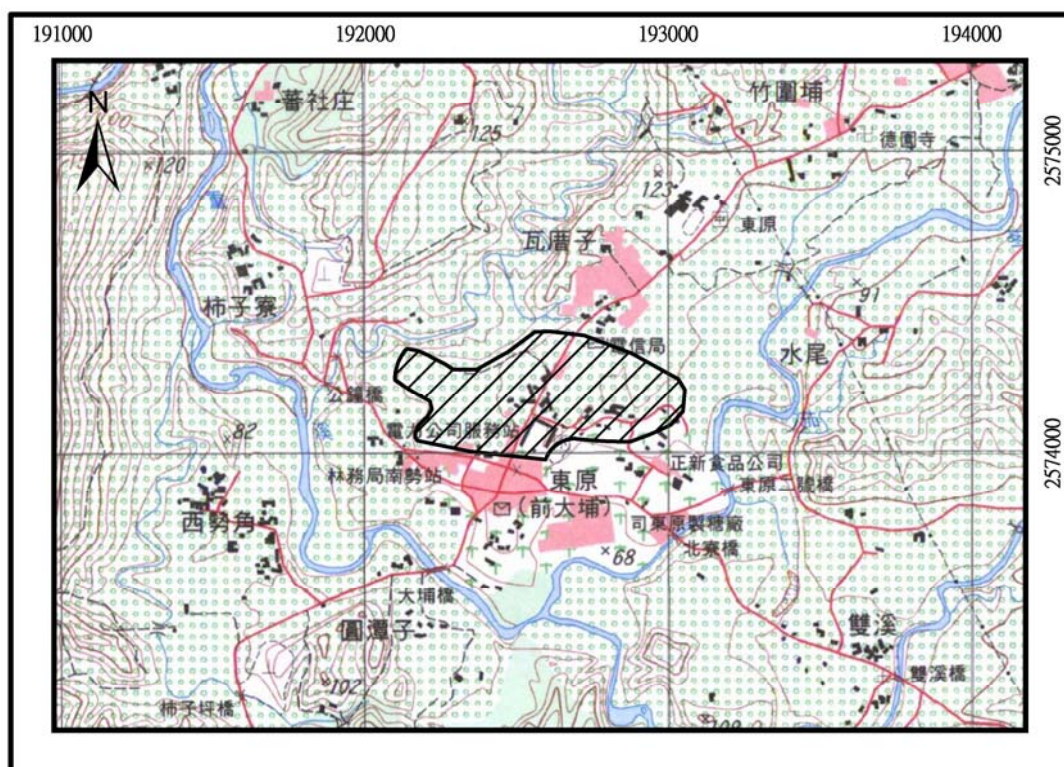 191000
192000
193000
194000
N
蕃社庄
竹圍埔
125
德圓寺
2575000
120
123
東原
瓦厝子
柿子寮
91
電信局
水尾
公館橋
82
電力公司服務站
2574000
林務局南勢站
正新食品公司
東原
東原二號橋
西勢角
(前大埔)
司東原製糖廠
北寮橋
68
大埔橋
圓潭子
雙溪
雙溪橋
102
柿子坪橋